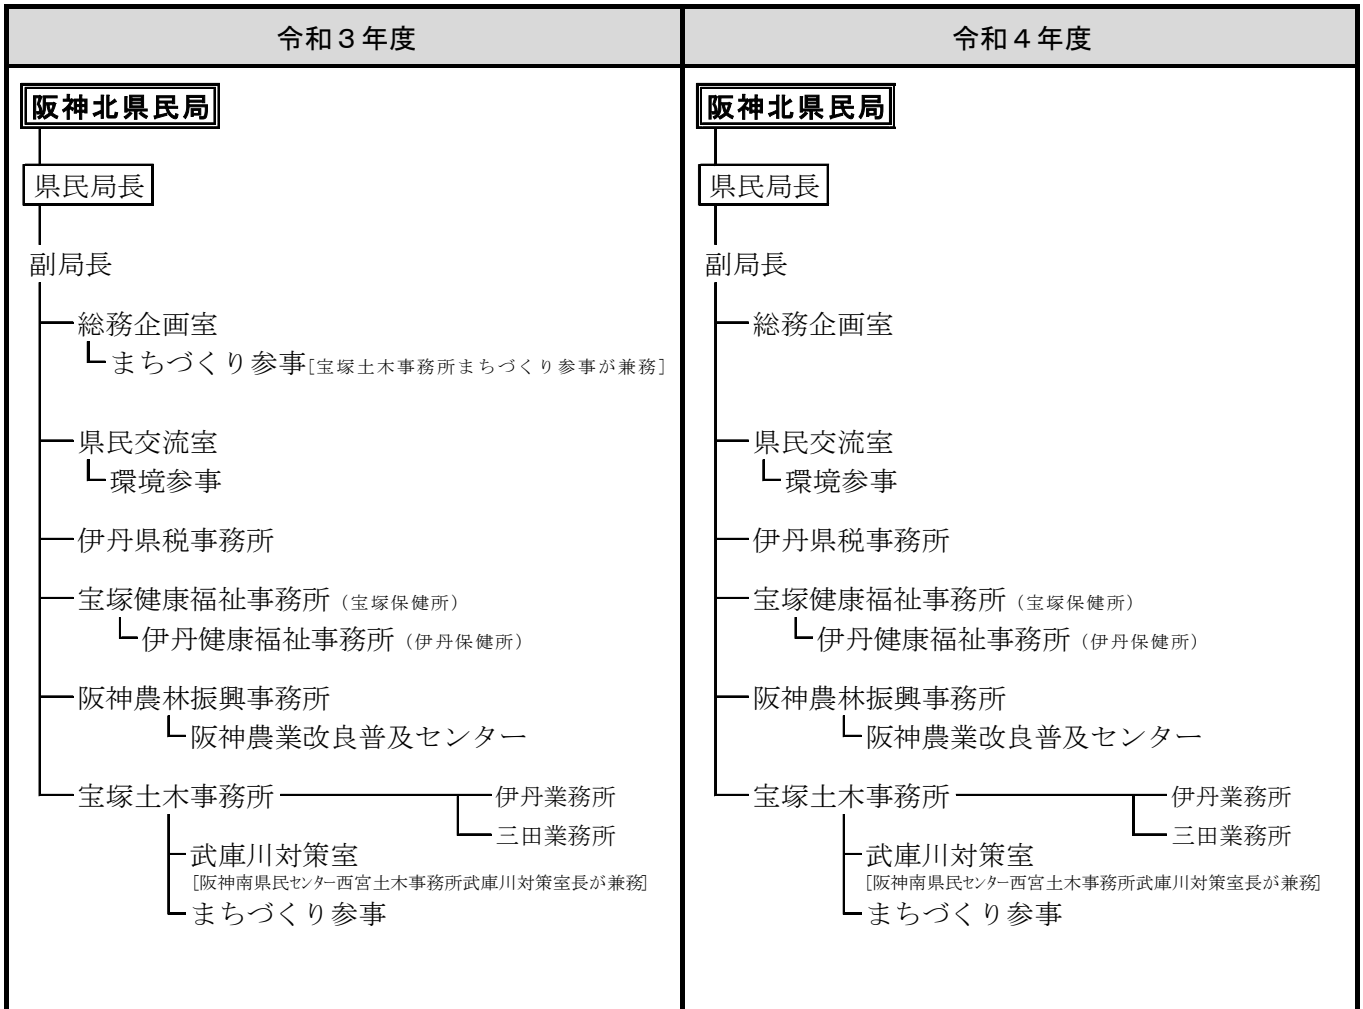 令和３年度
阪神北県民局
県民局長
副局長
総務企画室
まちづくり参事[宝塚土木事務所まちづくり参事が兼務]
県民交流室
環境参事
伊丹県税事務所
宝塚健康福祉事務所（宝塚保健所）
伊丹健康福祉事務所（伊丹保健所）
阪神農林振興事務所
阪神農業改良普及センター
宝塚土木事務所
伊丹業務所
三田業務所
武庫川対策室
[阪神南県民ｾﾝﾀｰ西宮土木事務所武庫川対策室長が兼務]
まちづくり参事
令和４年度
阪神北県民局
県民局長
副局長
総務企画室
県民交流室
環境参事
伊丹県税事務所
宝塚健康福祉事務所（宝塚保健所）
伊丹健康福祉事務所（伊丹保健所）
阪神農林振興事務所
阪神農業改良普及センター
宝塚土木事務所
伊丹業務所
三田業務所
武庫川対策室
[阪神南県民ｾﾝﾀｰ西宮土木事務所武庫川対策室長が兼務]
まちづくり参事